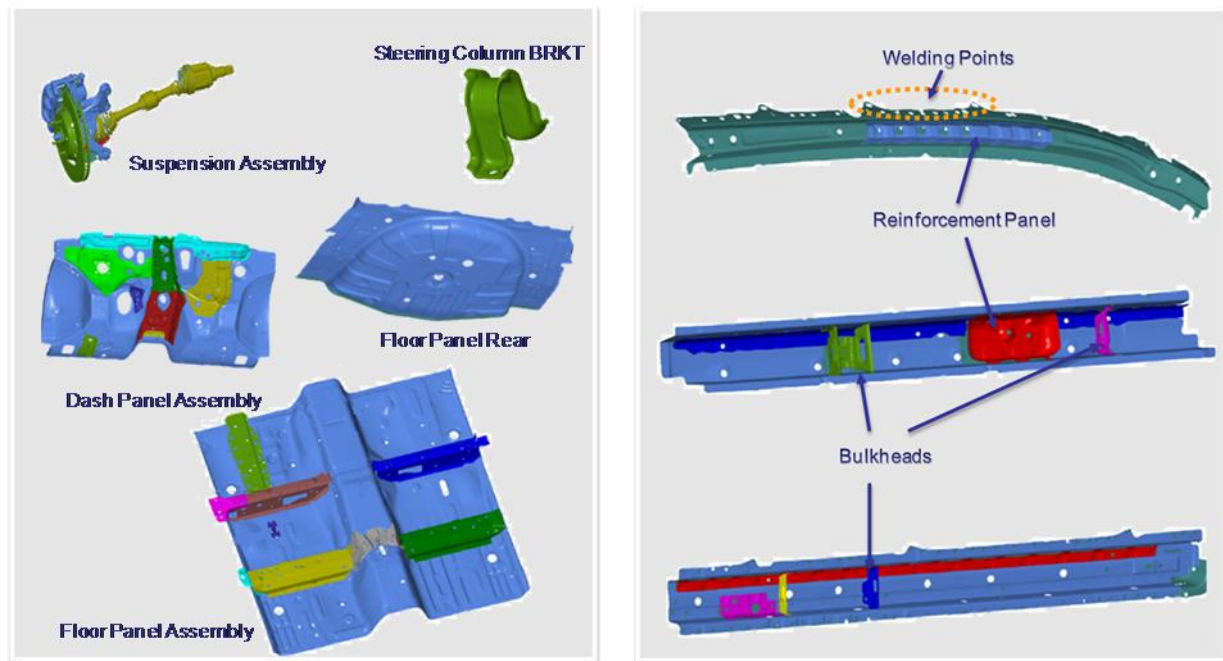 Steering Column BRKT
Suspension Assembly
Floor Panel Rear
Dash Panel Assembly
Floor Panel Assembly
Welding Points
Reinforcement Panel
Bulkheads